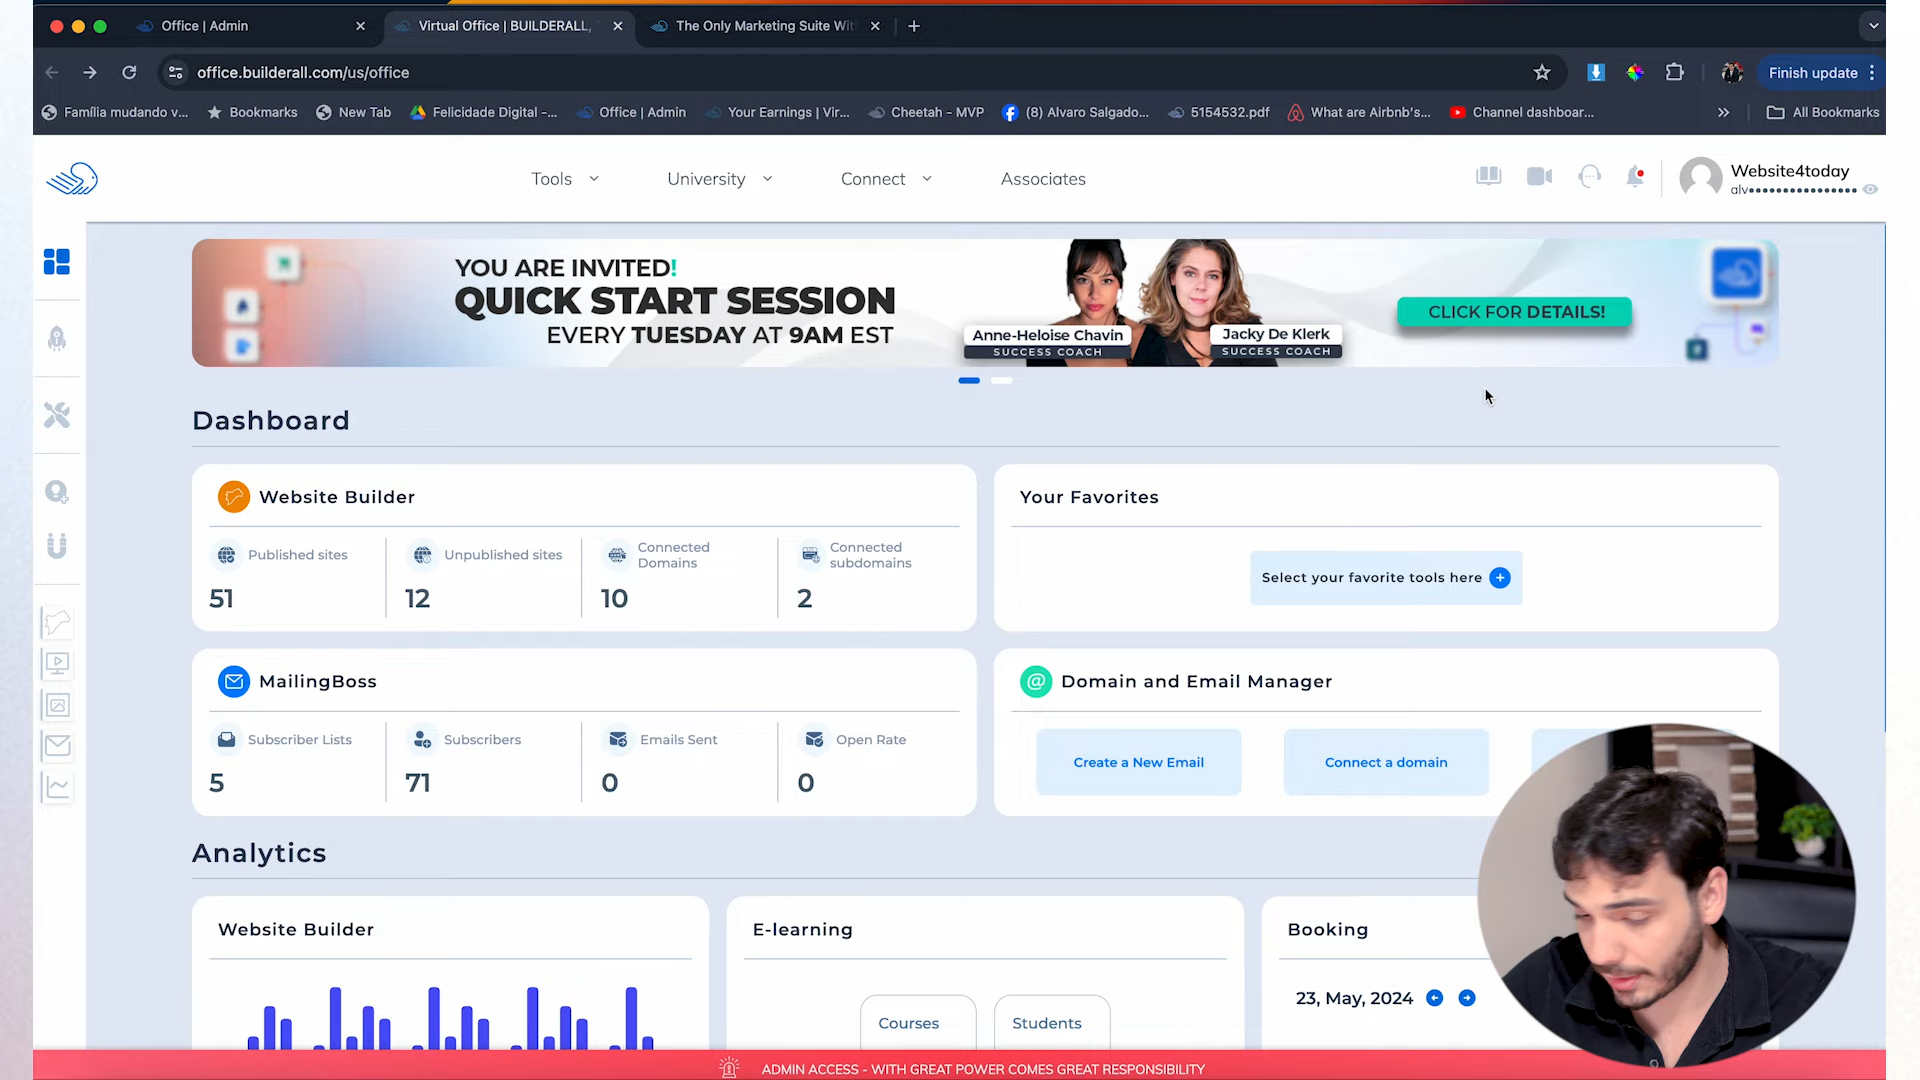 Office | Admin
Virtual Office | BUILDERALL,
The Only Marketing Suite Wit
office.builderall.com/us/office
Finish update
Família mudando v...
Bookmarks
New Tab
Felicidade Digital -...
Office | Admin
Your Earnings | Vir...
Cheetah - MVP
(8) Alvaro Salgado...
5154532.pdf
What are Airbnb's...
Channel dashboar...
All Bookmarks
Tools
University
Connect
Associates
Website4today
alv••••••••••••••••
YOU ARE INVITED!
QUICK START SESSION
EVERY TUESDAY AT 9AM EST
Anne-Heloise Chavin
SUCCESS COACH
Jacky De Klerk
SUCCESS COACH
CLICK FOR DETAILS!
Dashboard
Website Builder
Published sites
51
Unpublished sites
12
Connected
Domains
10
Connected
subdomains
2
Your Favorites
Select your favorite tools here
MailingBoss
Subscriber Lists
5
Subscribers
71
Emails Sent
0
Open Rate
0
Domain and Email Manager
Create a New Email
Connect a domain
Analytics
Website Builder
E-learning
Courses
Students
Booking
23, May, 2024
ADMIN ACCESS - WITH GREAT POWER COMES GREAT RESPONSIBILITY